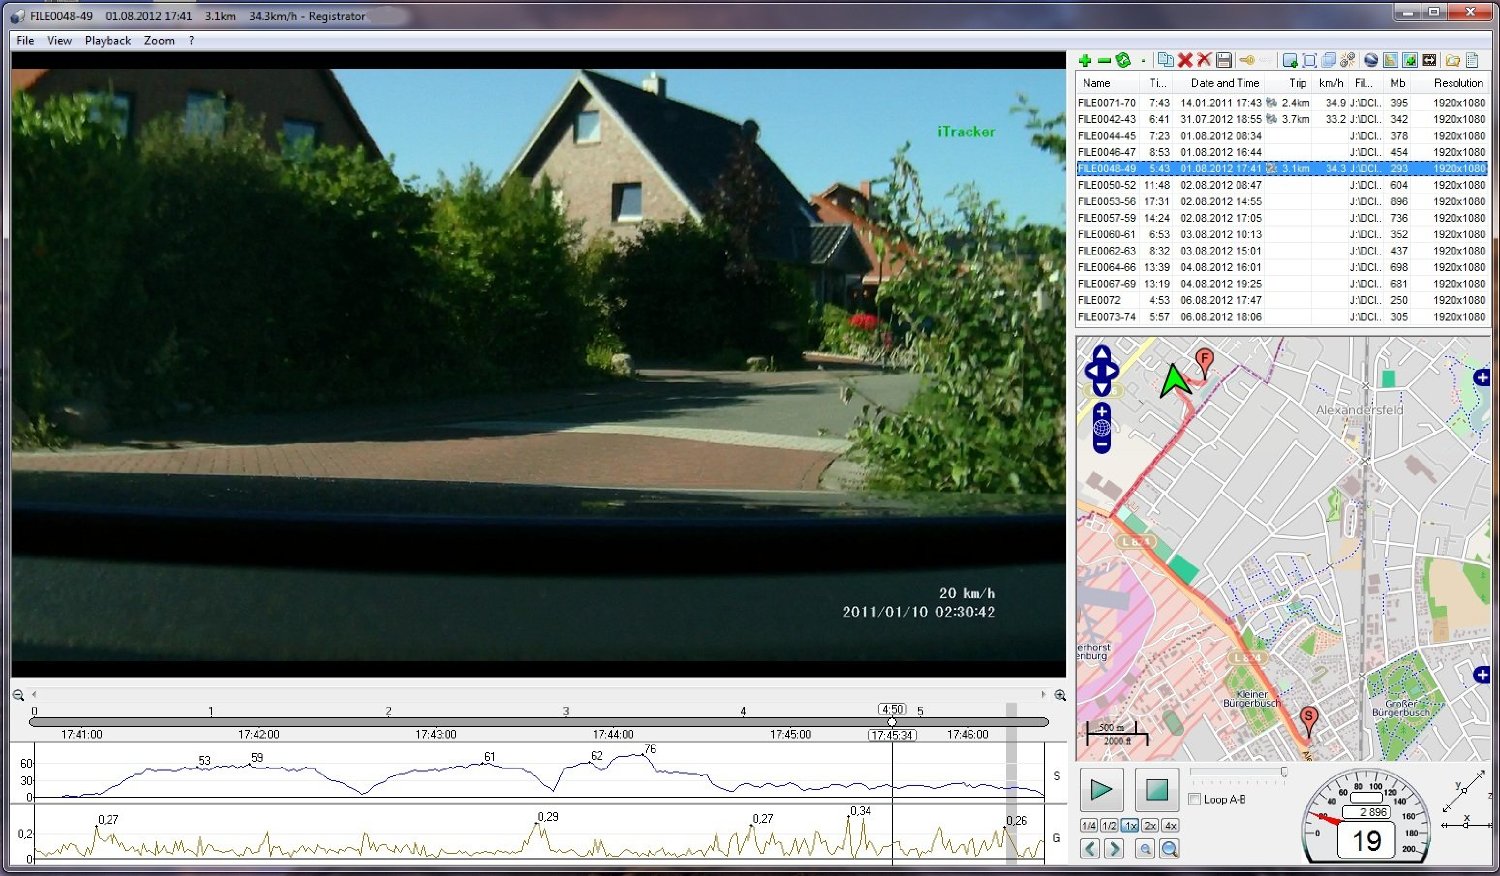 FILE0048-49 01.08.2012 17:41 3.1km 34.3km/h - Registrator
File View Playback Zoom ?
iTracker
20 km/h
2011/01/10 02:30:42
Name Ti... Date and Time Trip km/h Fil... Mb Resolution
FILE0071-70 7:43 14.01.2011 17:43 2.4km 34.9 J:\DCI... 395 1920x1080
FILE0042-43 6:41 31.07.2012 18:55 3.7km 33.2 J:\DCI... 342 1920x1080
FILE0044-45 7:23 01.08.2012 08:34 J:\DCI... 378 1920x1080
FILE0046-47 8:53 01.08.2012 16:44 J:\DCI... 454 1920x1080
FILE0048-49 5:43 01.08.2012 17:41 3.1km 34.3 J:\DCI... 293 1920x1080
FILE0050-52 11:48 02.08.2012 08:47 J:\DCI... 604 1920x1080
FILE0053-56 17:31 02.08.2012 14:55 J:\DCI... 896 1920x1080
FILE0057-59 14:24 02.08.2012 17:05 J:\DCI... 736 1920x1080
FILE0060-61 6:53 03.08.2012 10:13 J:\DCI... 352 1920x1080
FILE0062-63 8:32 03.08.2012 15:01 J:\DCI... 437 1920x1080
FILE0064-66 13:39 04.08.2012 16:01 J:\DCI... 698 1920x1080
FILE0067-69 13:19 04.08.2012 19:25 J:\DCI... 681 1920x1080
FILE0072 4:53 06.08.2012 17:47 J:\DCI... 250 1920x1080
FILE0073-74 5:57 06.08.2012 18:06 J:\DCI... 305 1920x1080
F
Alexandersfeld
L 824
erhorst
enburg
L 824
Kleiner
Bürgerbusch
Großer
Bürgerbusch
S
500 m
2000 ft
0 1 2 3 4 4:50 5
17:41:00 17:42:00 17:43:00 17:44:00 17:45:00 17:45:34 17:46:00
60
30
0
53 59 61 62 76
S
0,2
0
0,27 0,29 0,27 0,34 0,26
G
Loop A-B
1/4 1/2 1x 2x 4x
0 20 40 60 80 100 120 140 160 180 200
2 896
19
y
z
x